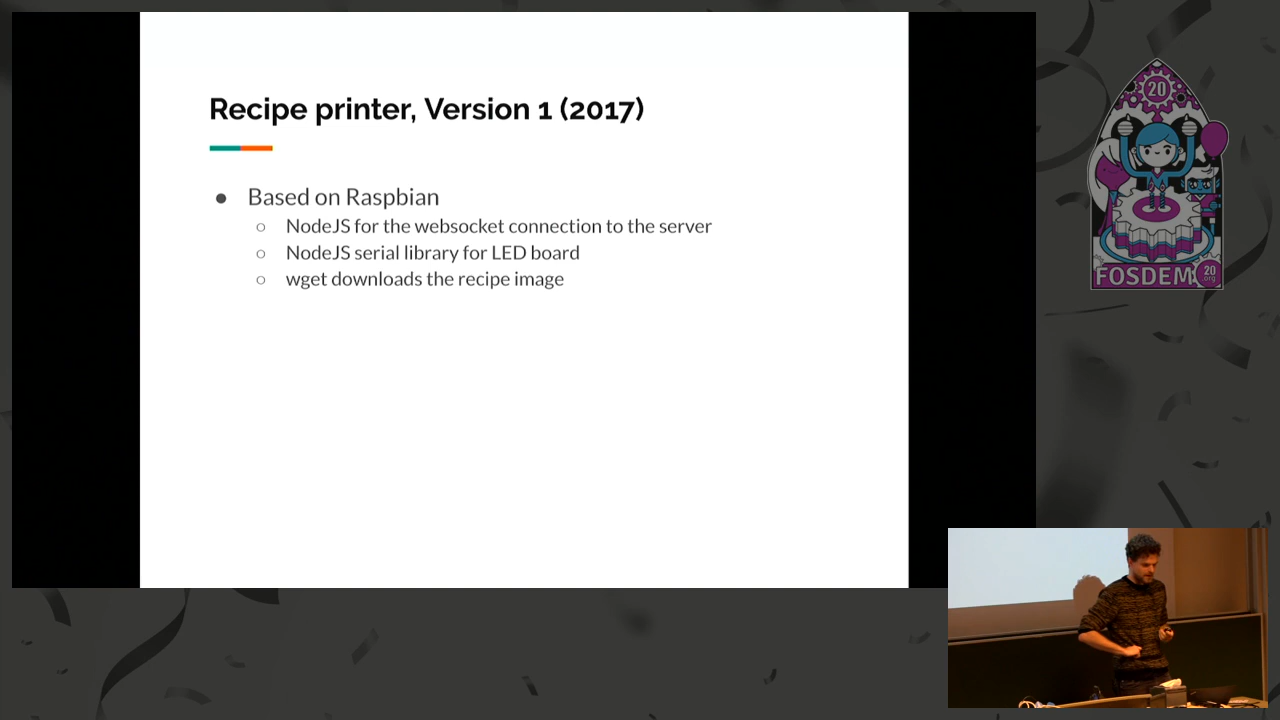 Recipe printer, Version 1 (2017)
● Based on Raspbian
○ NodeJS for the websocket connection to the server
○ NodeJS serial library for LED board
○ wget downloads the recipe image
20
FOSDEM
20
.org